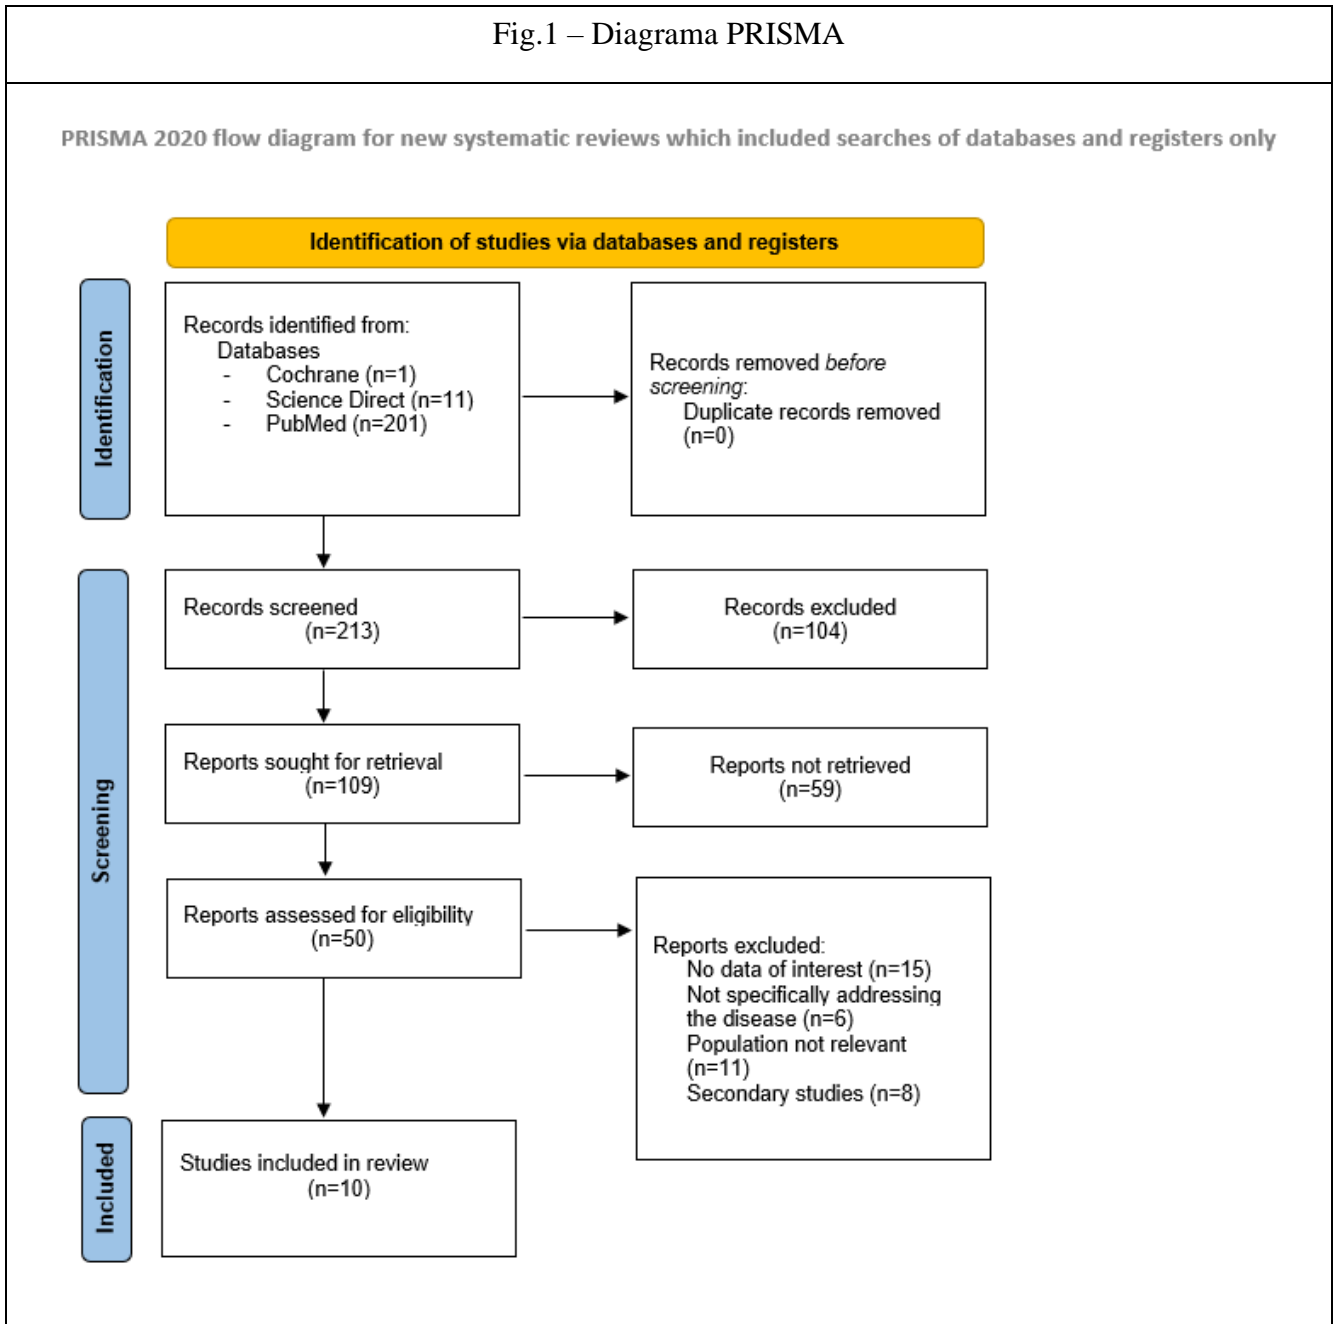 Fig.1 – Diagrama PRISMA
PRISMA 2020 flow diagram for new systematic reviews which included searches of databases and registers only
Identification of studies via databases and registers
Identification
Records identified from:
Databases
- Cochrane (n=1)
- Science Direct (n=11)
- PubMed (n=201)
Records removed before
screening:
Duplicate records removed
(n=0)
Screening
Records screened
(n=213)
Records excluded
(n=104)
Reports sought for retrieval
(n=109)
Reports not retrieved
(n=59)
Reports assessed for eligibility
(n=50)
Reports excluded:
No data of interest (n=15)
Not specifically addressing
the disease (n=6)
Population not relevant
(n=11)
Secondary studies (n=8)
Included
Studies included in review
(n=10)